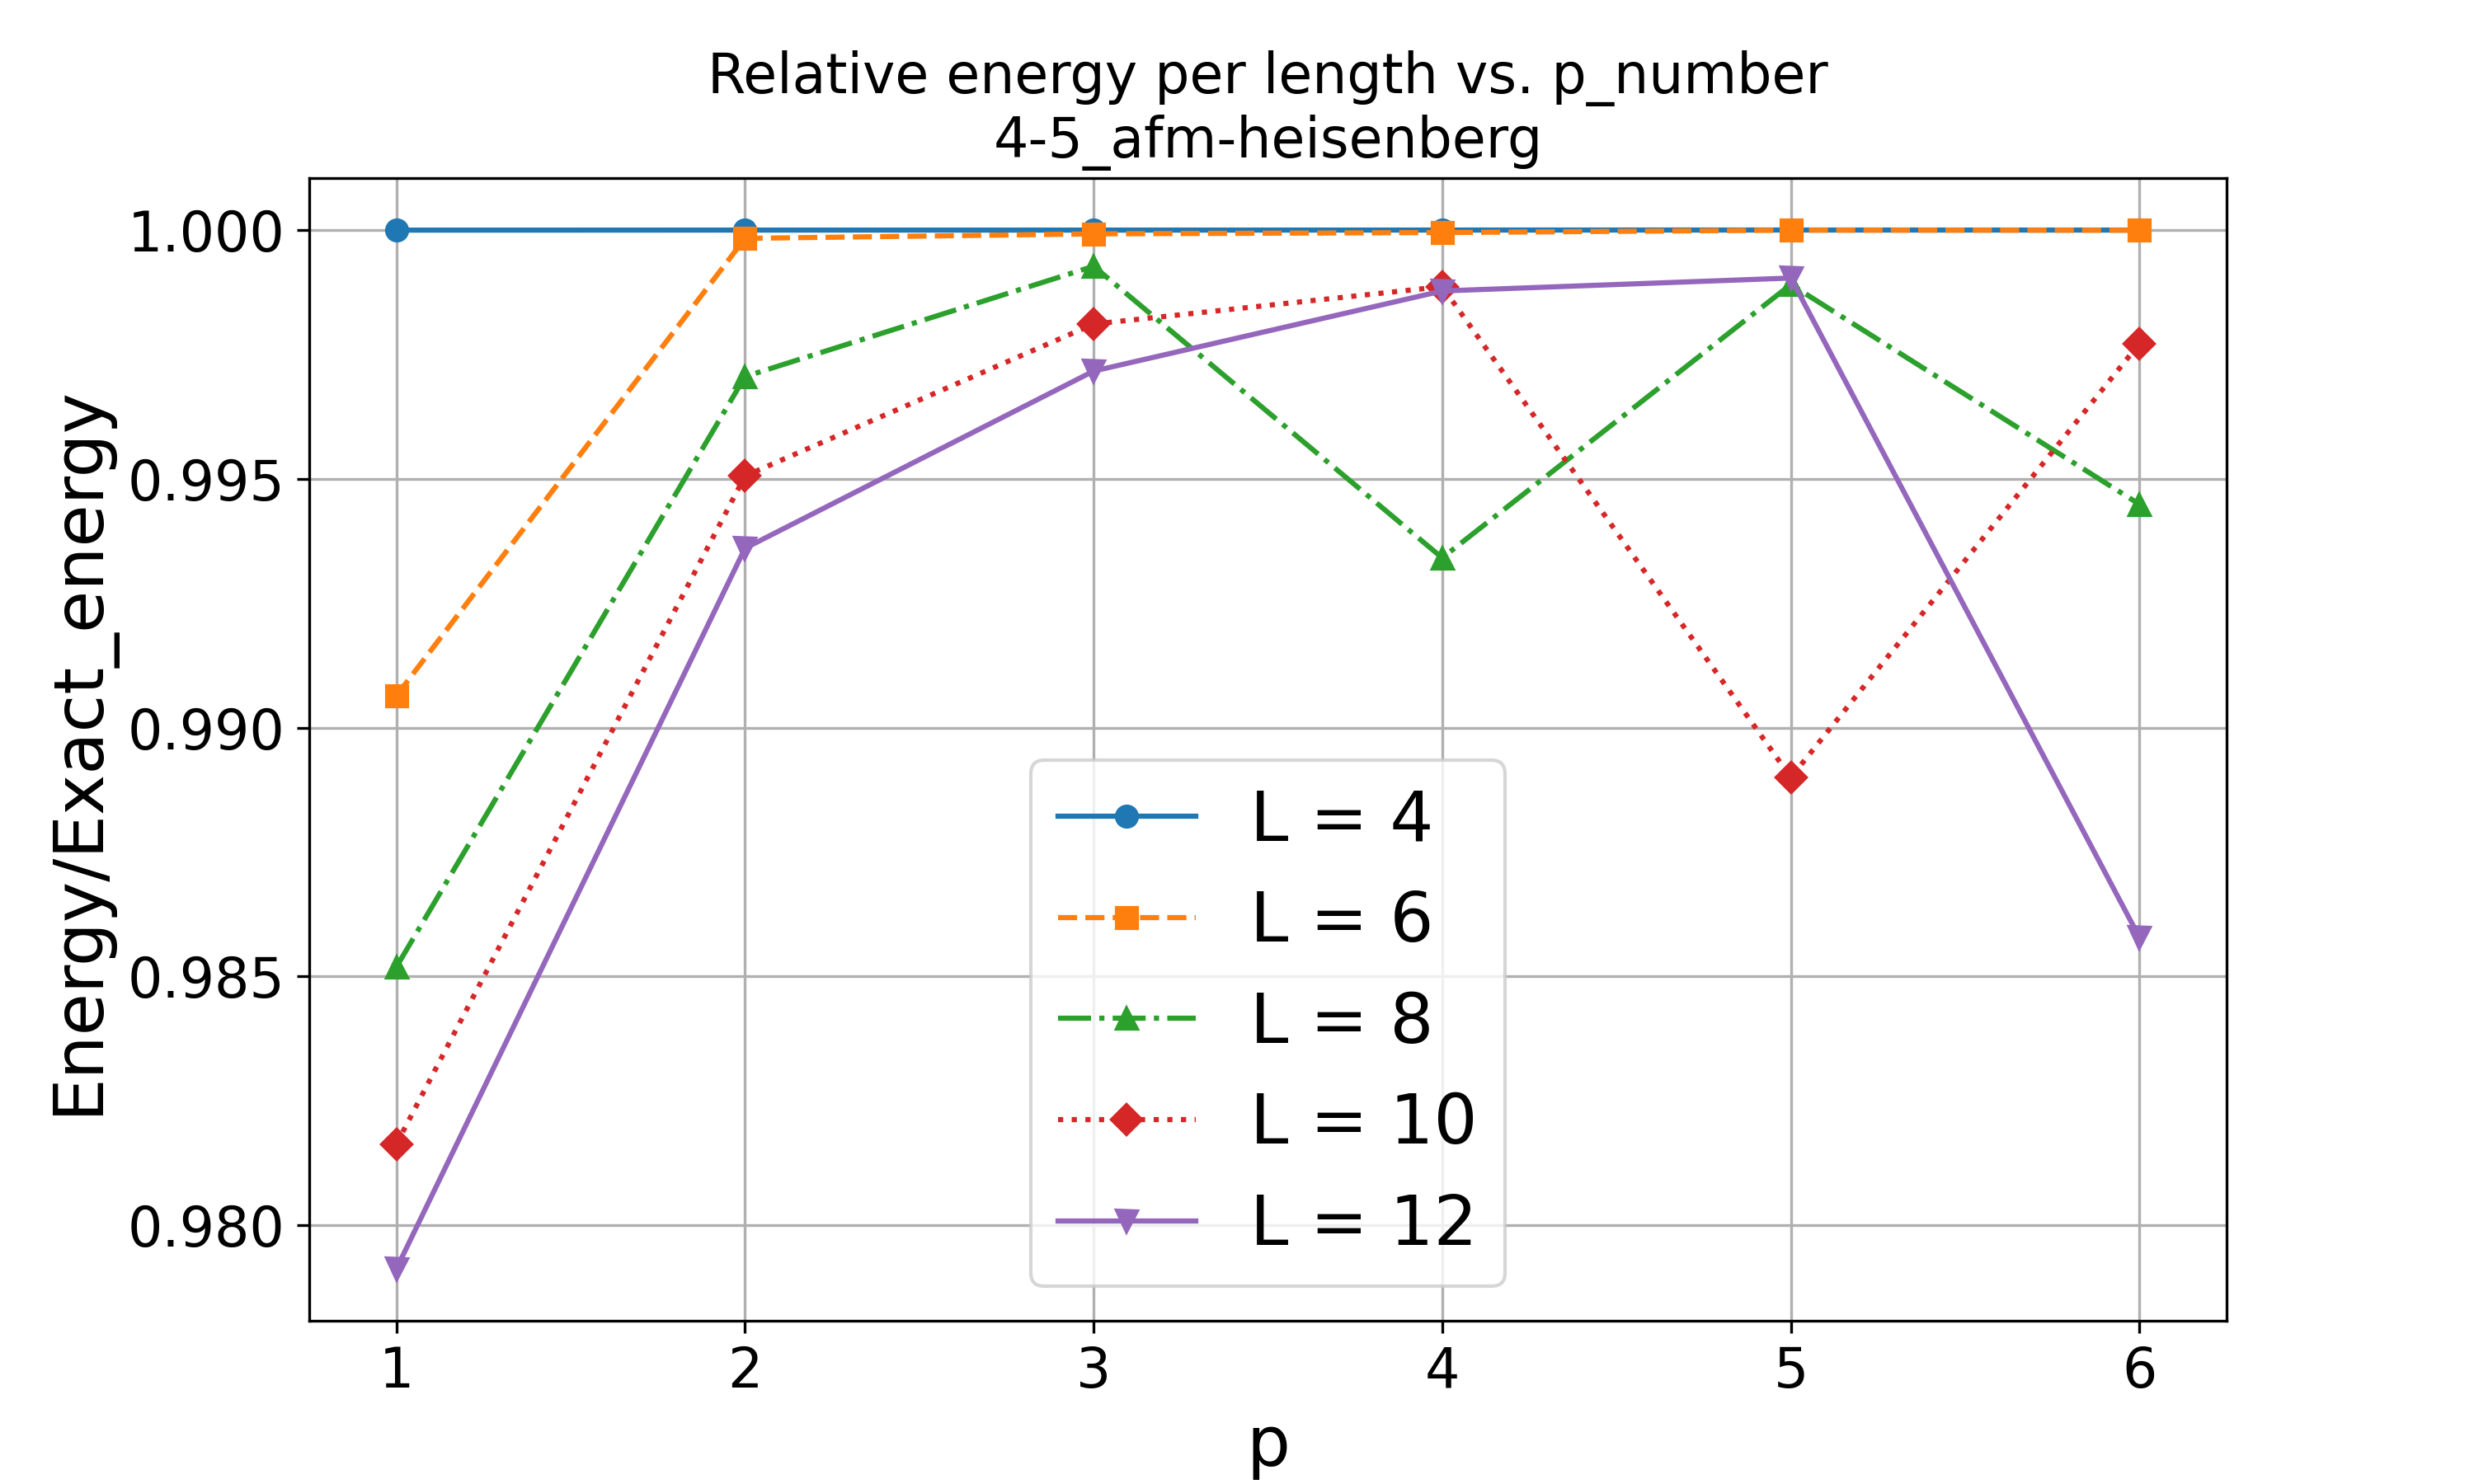 Relative energy per length vs. p_number
4-5_afm-heisenberg
Energy/Exact_energy
1.000
0.995
0.990
0.985
0.980
L = 4
L = 6
L = 8
L = 10
L = 12
1 2 3 4 5 6
p